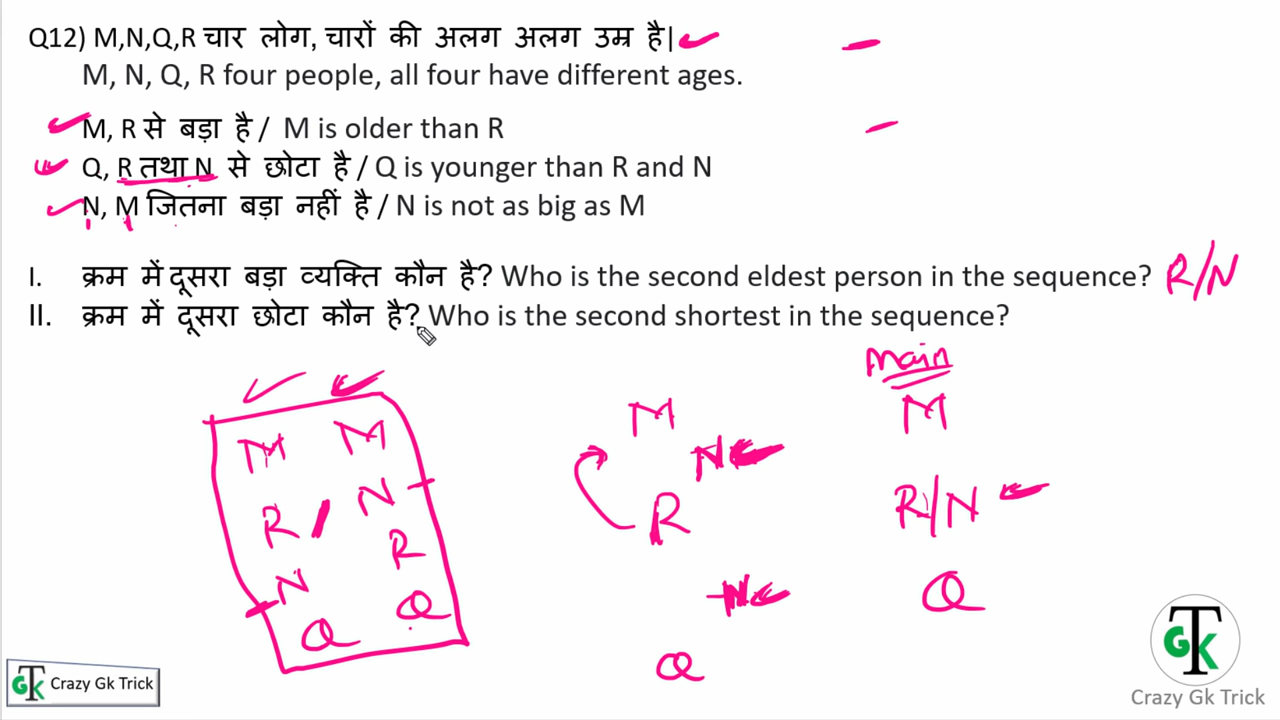 Q12) M,N,Q,R चार लोग, चारों की अलग अलग उम्र है|
M, N, Q, R four people, all four have different ages.
M, R से बड़ा है / M is older than R
Q, R तथा N से छोटा है / Q is younger than R and N
N, M जितना बड़ा नहीं है / N is not as big as M
I. क्रम में दूसरा बड़ा व्यक्ति कौन है? Who is the second eldest person in the sequence? R/N
II. क्रम में दूसरा छोटा कौन है? Who is the second shortest in the sequence?
M M
R / N
N R
Q Q
M
N
R
N
Q
main
M
R/N
Q
GTK Crazy Gk Trick
GTK
Crazy Gk Trick